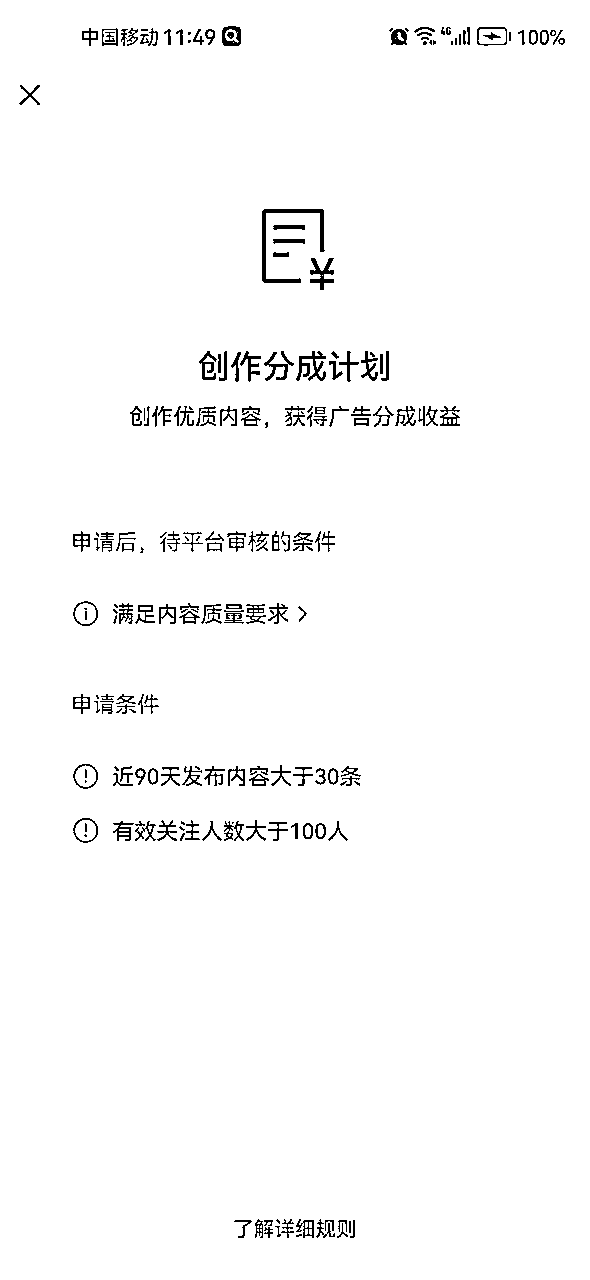 中国移动 11:49 4G 100%
创作分成计划
创作优质内容，获得广告分成收益
申请后，待平台审核的条件
满足内容质量要求 >
申请条件
近90天发布内容大于30条
有效关注人数大于100人
了解详细规则